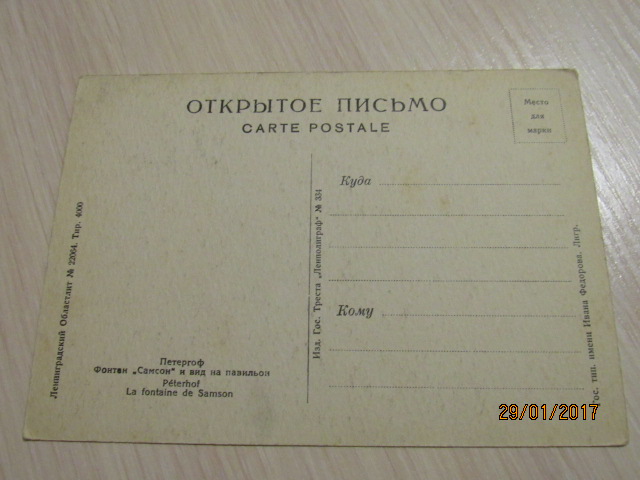 ОТКРЫТОЕ ПИСЬМО
CARTE POSTALE
Место
для
марки
Куда
Кому
Ленинградский Областлит № 22064. Тир. 4000
Петергоф
Фонтан „Самсон“ и вид на павильон
Péterhof
La fontaine de Samson
Изд. Гос. Треста „Ленполиграф“ № 334
Гос. тип. имени Ивана Федорова. Лнгр.
29/01/2017